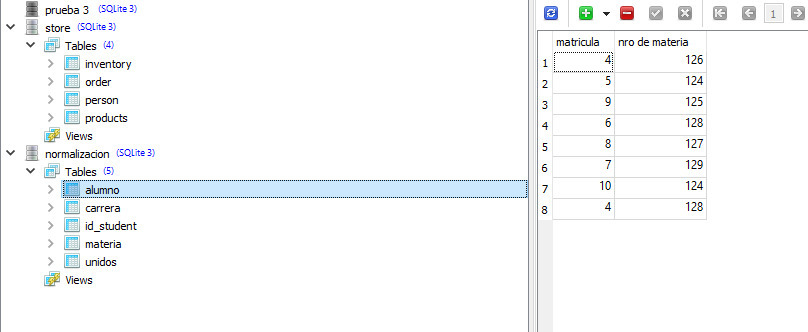 prueba 3 (SQLite 3)
store (SQLite 3)
Tables (4)
inventory
order
person
products
Views
normalizacion (SQLite 3)
Tables (5)
alumno
carrera
id_student
materia
unidos
Views
1
matricula nro de materia
1 4 126
2 5 124
3 9 125
4 6 128
5 8 127
6 7 129
7 10 124
8 4 128